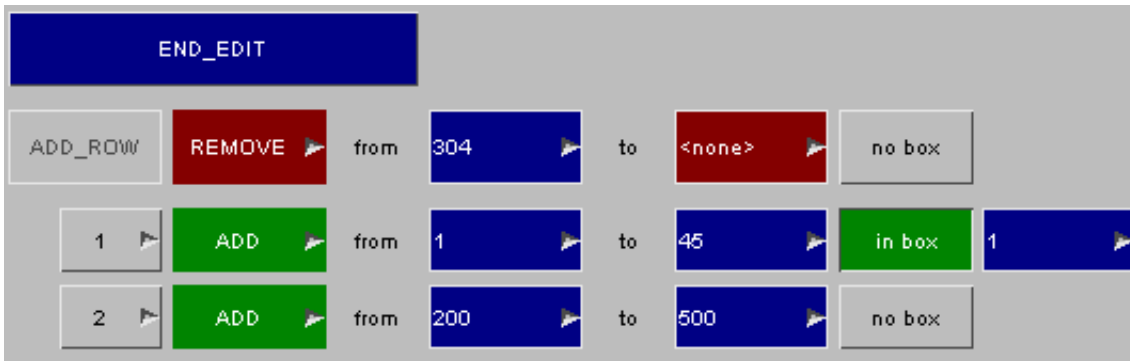 END_EDIT
ADD_ROW REMOVE from 304 to <none> no box
1 ADD from 1 to 45 in box 1
2 ADD from 200 to 500 no box